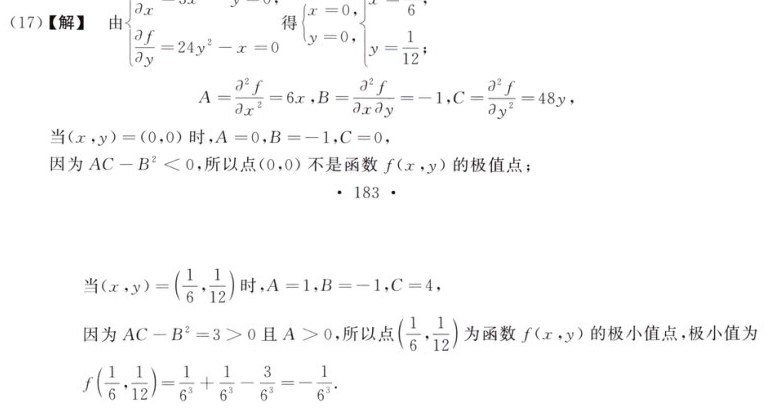 (17)【解】 由{∂f/∂x = 3x² - y = 0, ∂f/∂y = 24y² - x = 0 得 {x = 0, y = 0, {x = 1/6, y = 1/12;
A = ∂²f/∂x² = 6x, B = ∂²f/∂x∂y = -1, C = ∂²f/∂y² = 48y,
当(x,y) = (0,0) 时, A = 0, B = -1, C = 0,
因为 AC - B² < 0, 所以点(0,0) 不是函数 f(x,y) 的极值点;
· 183 ·
当(x,y) = (1/6, 1/12) 时, A = 1, B = -1, C = 4,
因为 AC - B² = 3 > 0 且 A > 0, 所以点(1/6, 1/12) 为函数 f(x,y) 的极小值点, 极小值为
f(1/6, 1/12) = 1/6³ + 1/6³ - 3/6³ = -1/6³.